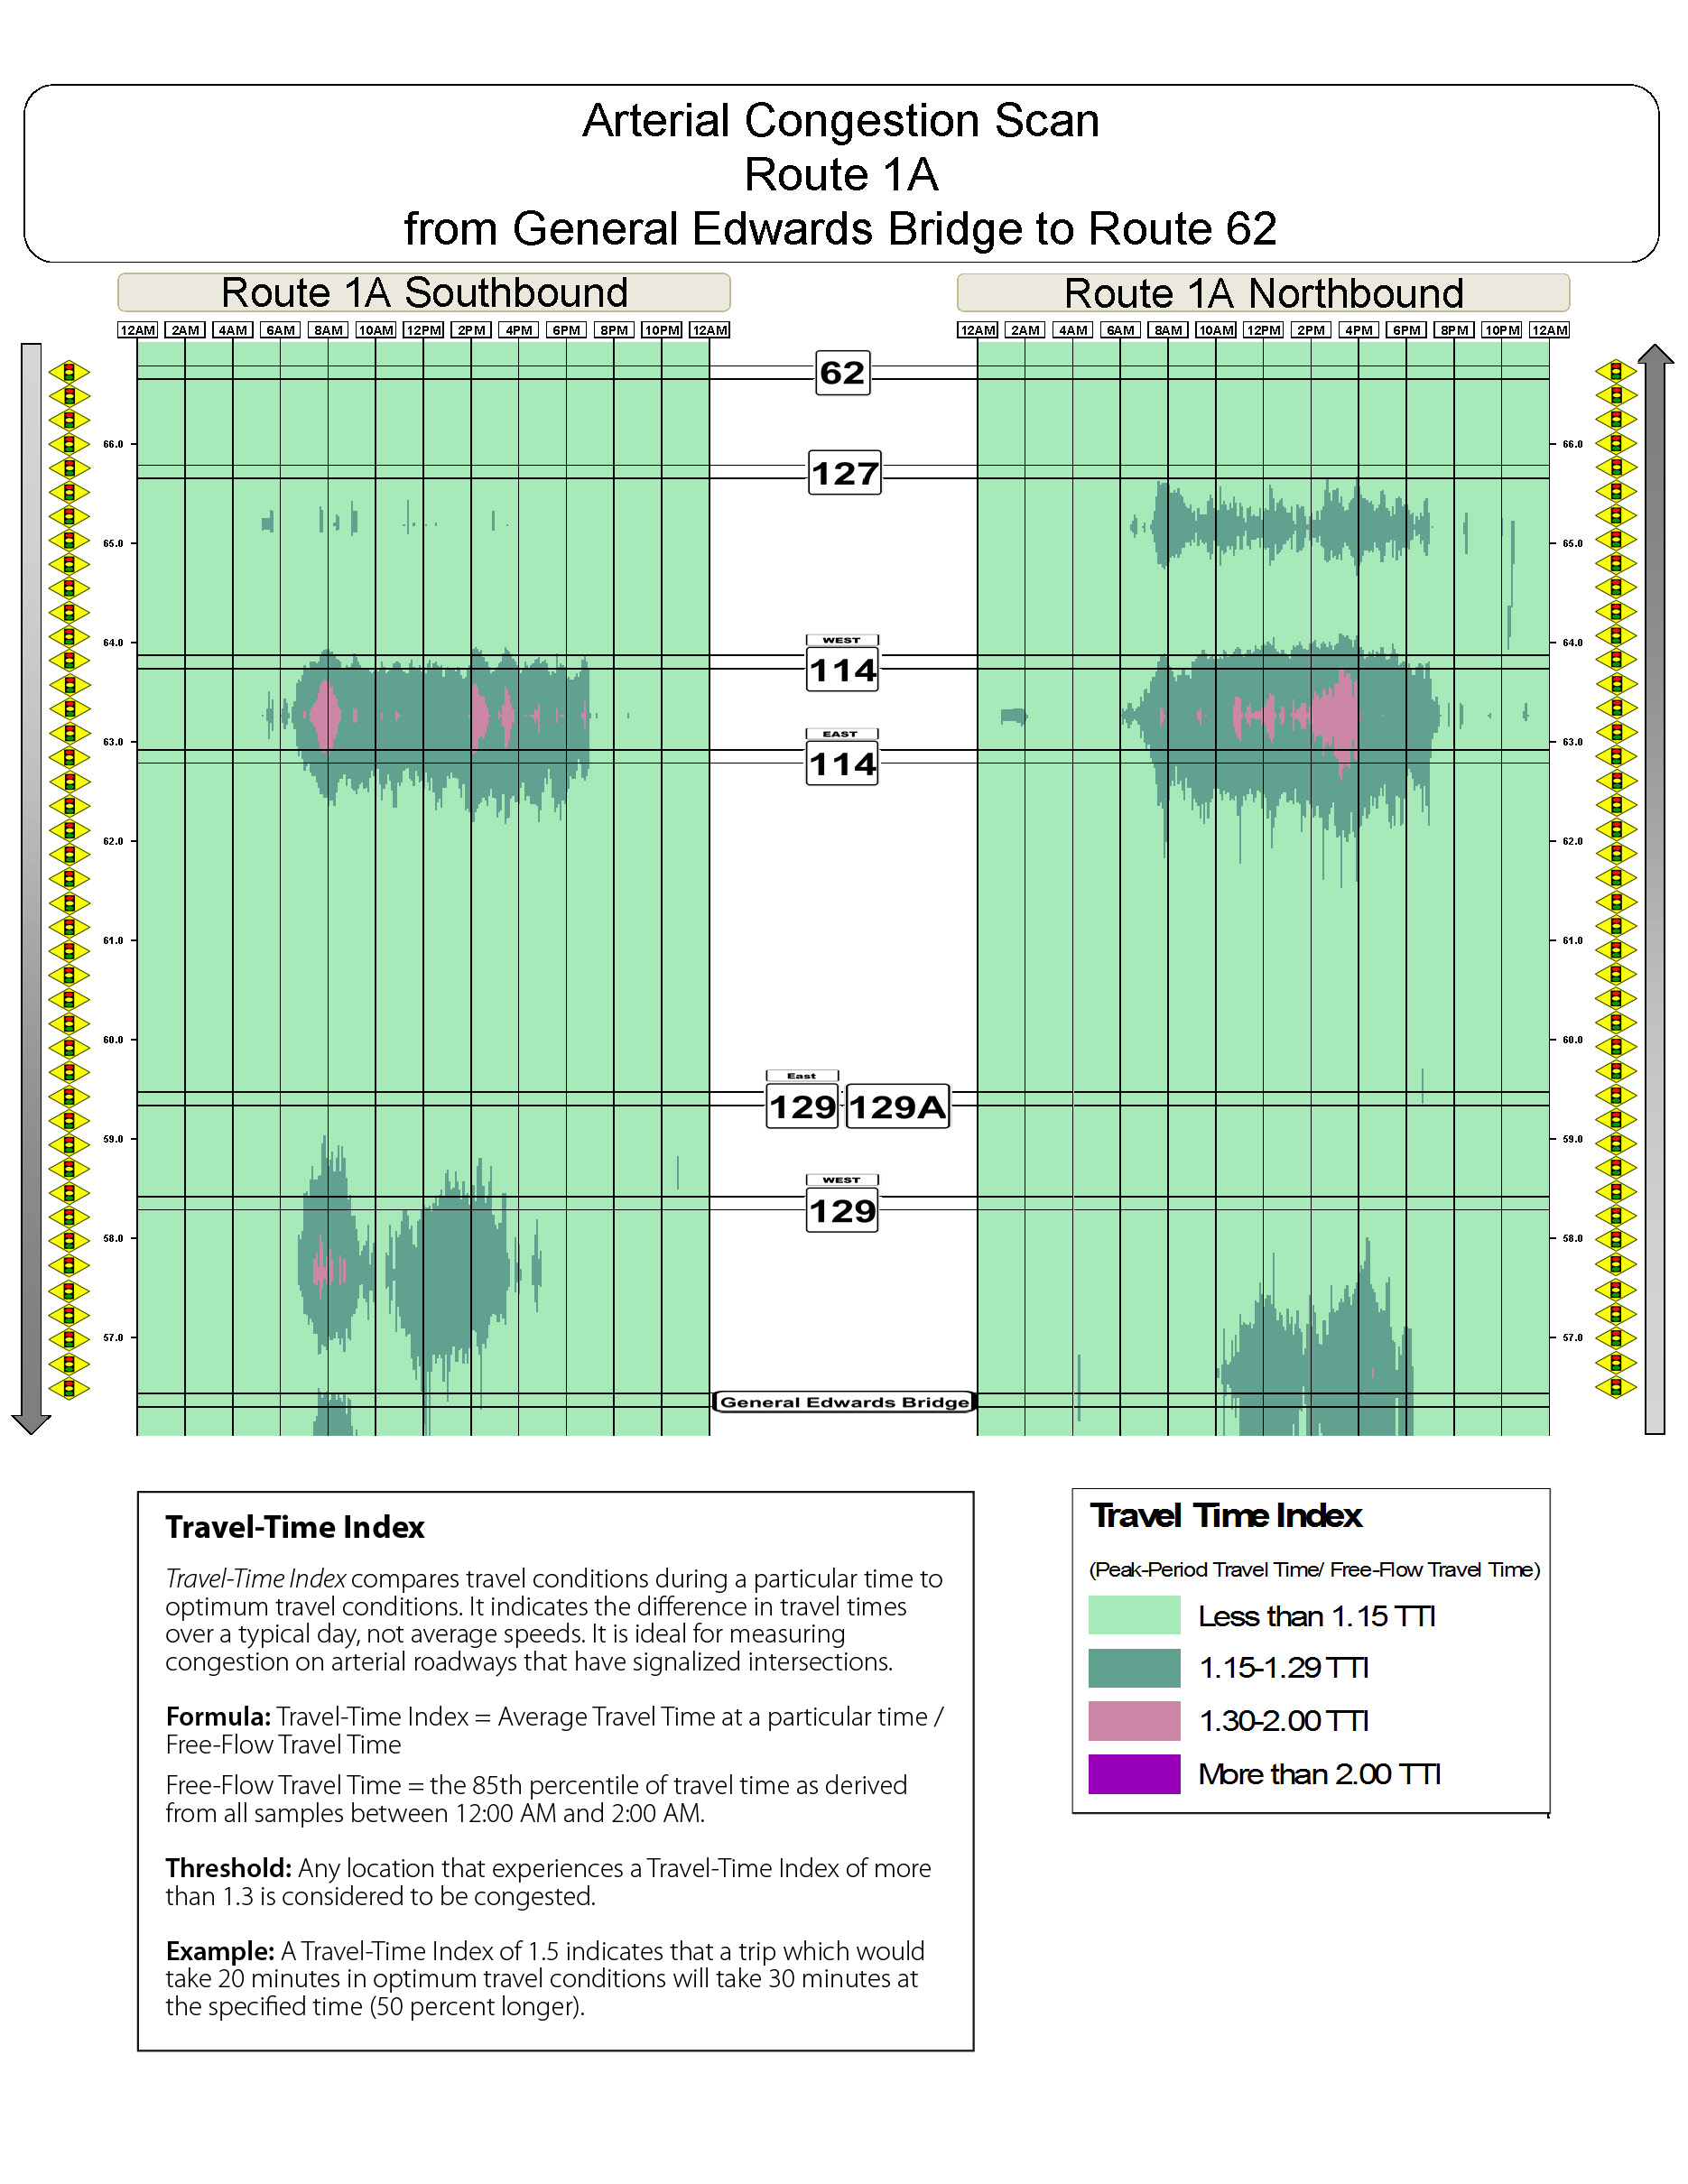 Arterial Congestion Scan
Route 1A
from General Edwards Bridge to Route 62
Route 1A Southbound
Route 1A Northbound
12AM 2AM 4AM 6AM 8AM 10AM 12PM 2PM 4PM 6PM 8PM 10PM 12AM
12AM 2AM 4AM 6AM 8AM 10AM 12PM 2PM 4PM 6PM 8PM 10PM 12AM
62
66.0 66.0
127
65.0 65.0
64.0 WEST 64.0
114
EAST
63.0 63.0
114
62.0 62.0
61.0 61.0
60.0 60.0
East
129 129A
59.0 59.0
WEST
129
58.0 58.0
57.0 57.0
General Edwards Bridge
Travel-Time Index
Travel-Time Index compares travel conditions during a particular time to
optimum travel conditions. It indicates the difference in travel times
over a typical day, not average speeds. It is ideal for measuring
congestion on arterial roadways that have signalized intersections.
Formula: Travel-Time Index = Average Travel Time at a particular time /
Free-Flow Travel Time
Free-Flow Travel Time = the 85th percentile of travel time as derived
from all samples between 12:00 AM and 2:00 AM.
Threshold: Any location that experiences a Travel-Time Index of more
than 1.3 is considered to be congested.
Example: A Travel-Time Index of 1.5 indicates that a trip which would
take 20 minutes in optimum travel conditions will take 30 minutes at
the specified time (50 percent longer).
Travel Time Index
(Peak-Period Travel Time/ Free-Flow Travel Time)
Less than 1.15 TTI
1.15-1.29 TTI
1.30-2.00 TTI
More than 2.00 TTI